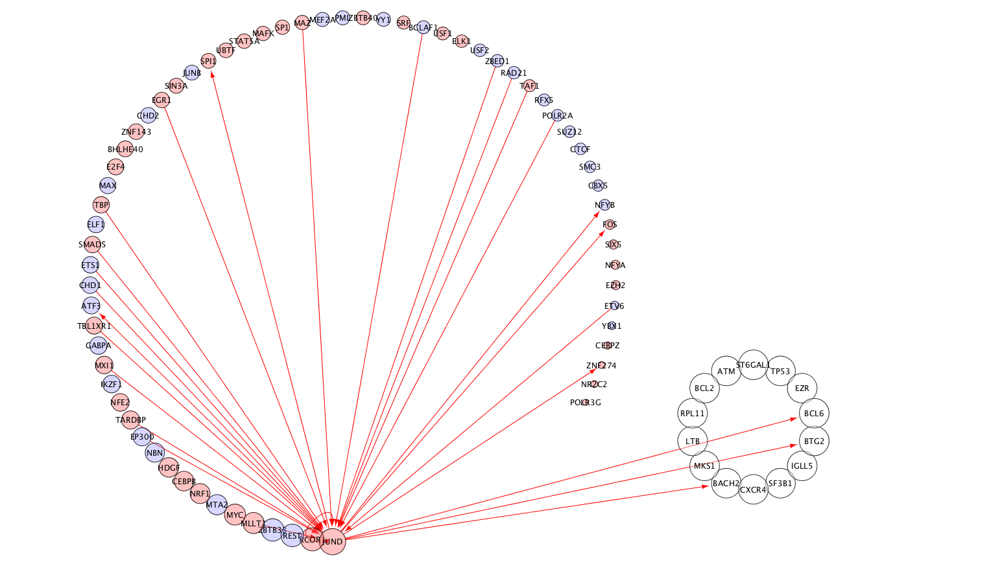 MAZ
MEF2A
PML
ZBTB40
YY1
SRF
BCLAF1
USF1
ELK1
USF2
ZBED1
RAD21
TAF1
RFX5
POLR2A
SUZ12
CTCF
SMC3
CBX5
NFYB
FOS
SIX5
NFYA
EZH2
ETV6
YBX1
CEBPZ
ZNF274
NR2C2
POLR3G
SP1
MAFK
STAT5A
UBTF
SPI1
JUNB
SIN3A
EGR1
CHD2
ZNF143
BHLHE40
E2F4
MAX
TBP
ELF1
SMAD5
ETS1
CHD1
ATF3
TBL1XR1
GABPA
MXI1
IKZF1
NFE2
TARDBP
EP300
NBN
HDGF
CEBPB
NRF1
MTA2
MYC
MLLT1
ZBTB33
REST
RCOR1
JUND
ST6GAL1
TP53
EZR
BCL6
BTG2
IGLL5
SF3B1
CXCR4
BACH2
MKS1
LTB
RPL11
BCL2
ATM